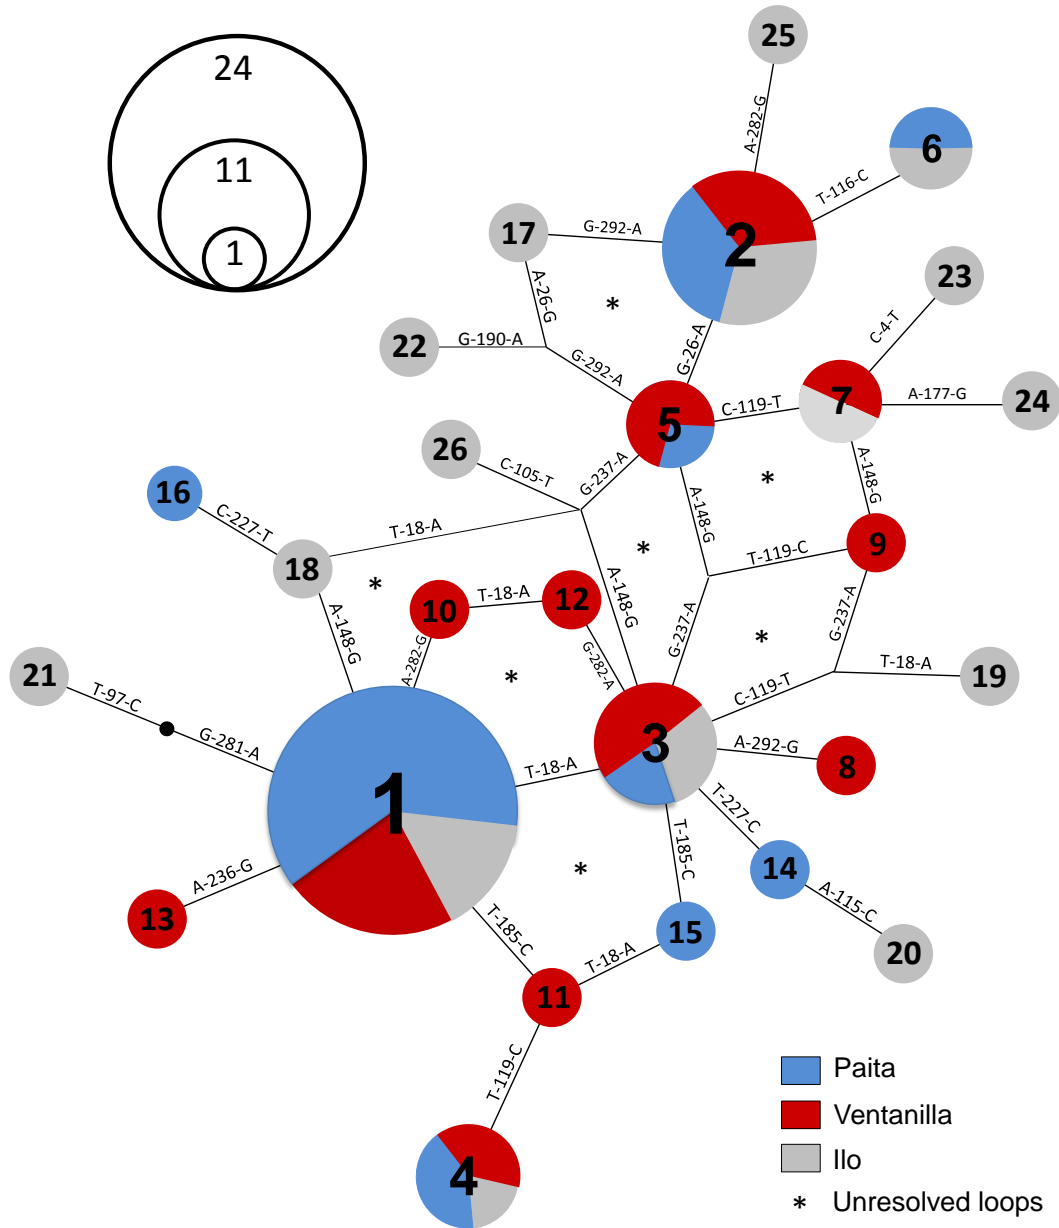 24
11
1
25
A-282-G
6
T-116-C
2
17
G-292-A
A-26-G
*
23
C-4-T
22
G-190-A
G-292-A
G-26-A
7
A-177-G
24
5
C-119-T
26
C-105-T
G-237-A
A-148-G
*
A-148-G
16
C-227-T
T-18-A
*
T-119-C
9
18
*
A-148-G
10
T-18-A
12
A-148-G
G-237-A
*
G-237-A
A-282-G
G-282-A
*
21
T-97-C
G-281-A
C-119-T
T-18-A
19
3
A-292-G
8
T-18-A
1
T-227-C
T-185-C
14
A-115-C
20
*
A-236-G
13
T-185-C
15
T-18-A
11
T-119-C
4
Paita
Ventanilla
Ilo
* Unresolved loops